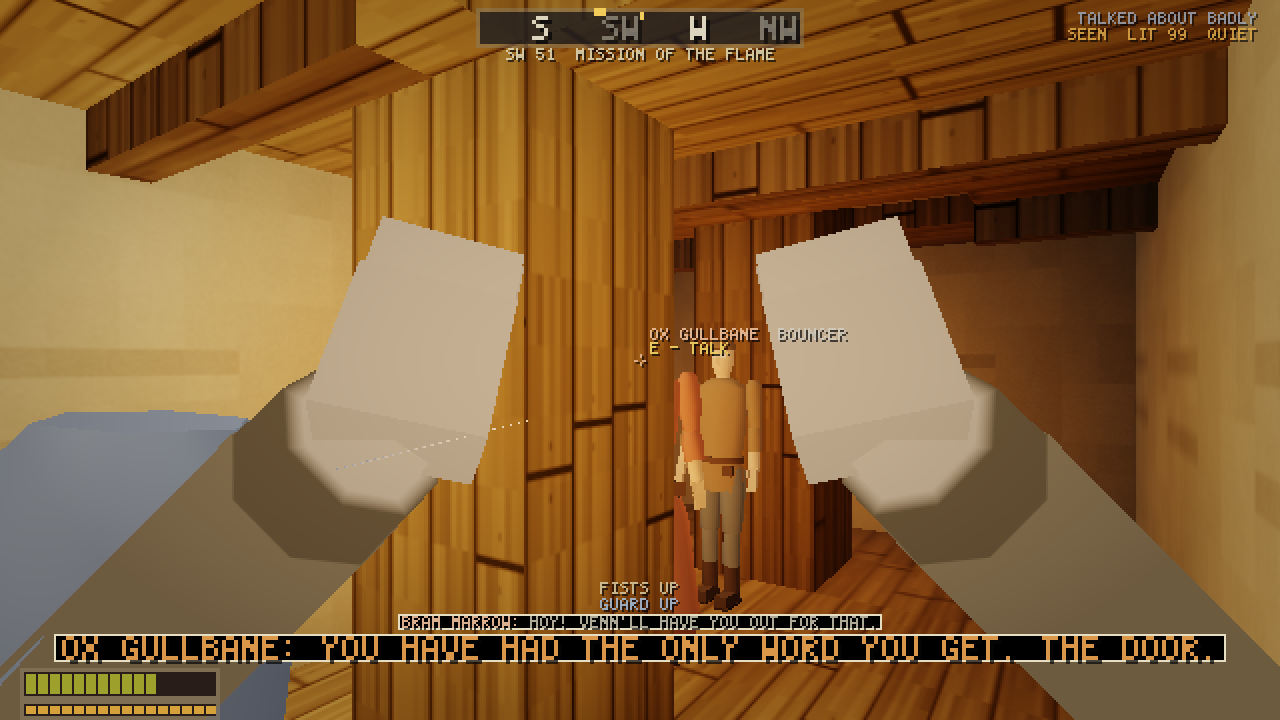 S SW W NW
SW 51 MISSION OF THE FLAME
TALKED ABOUT BADLY
SEEN LIT 99 QUIET
OX GULLBANE BOUNCER
E - TALK
FISTS UP
GUARD UP
BRAM MARROW: HOY! VENN'LL HAVE YOU OUT FOR THAT.
OX GULLBANE: YOU HAVE HAD THE ONLY WORD YOU GET. THE DOOR.